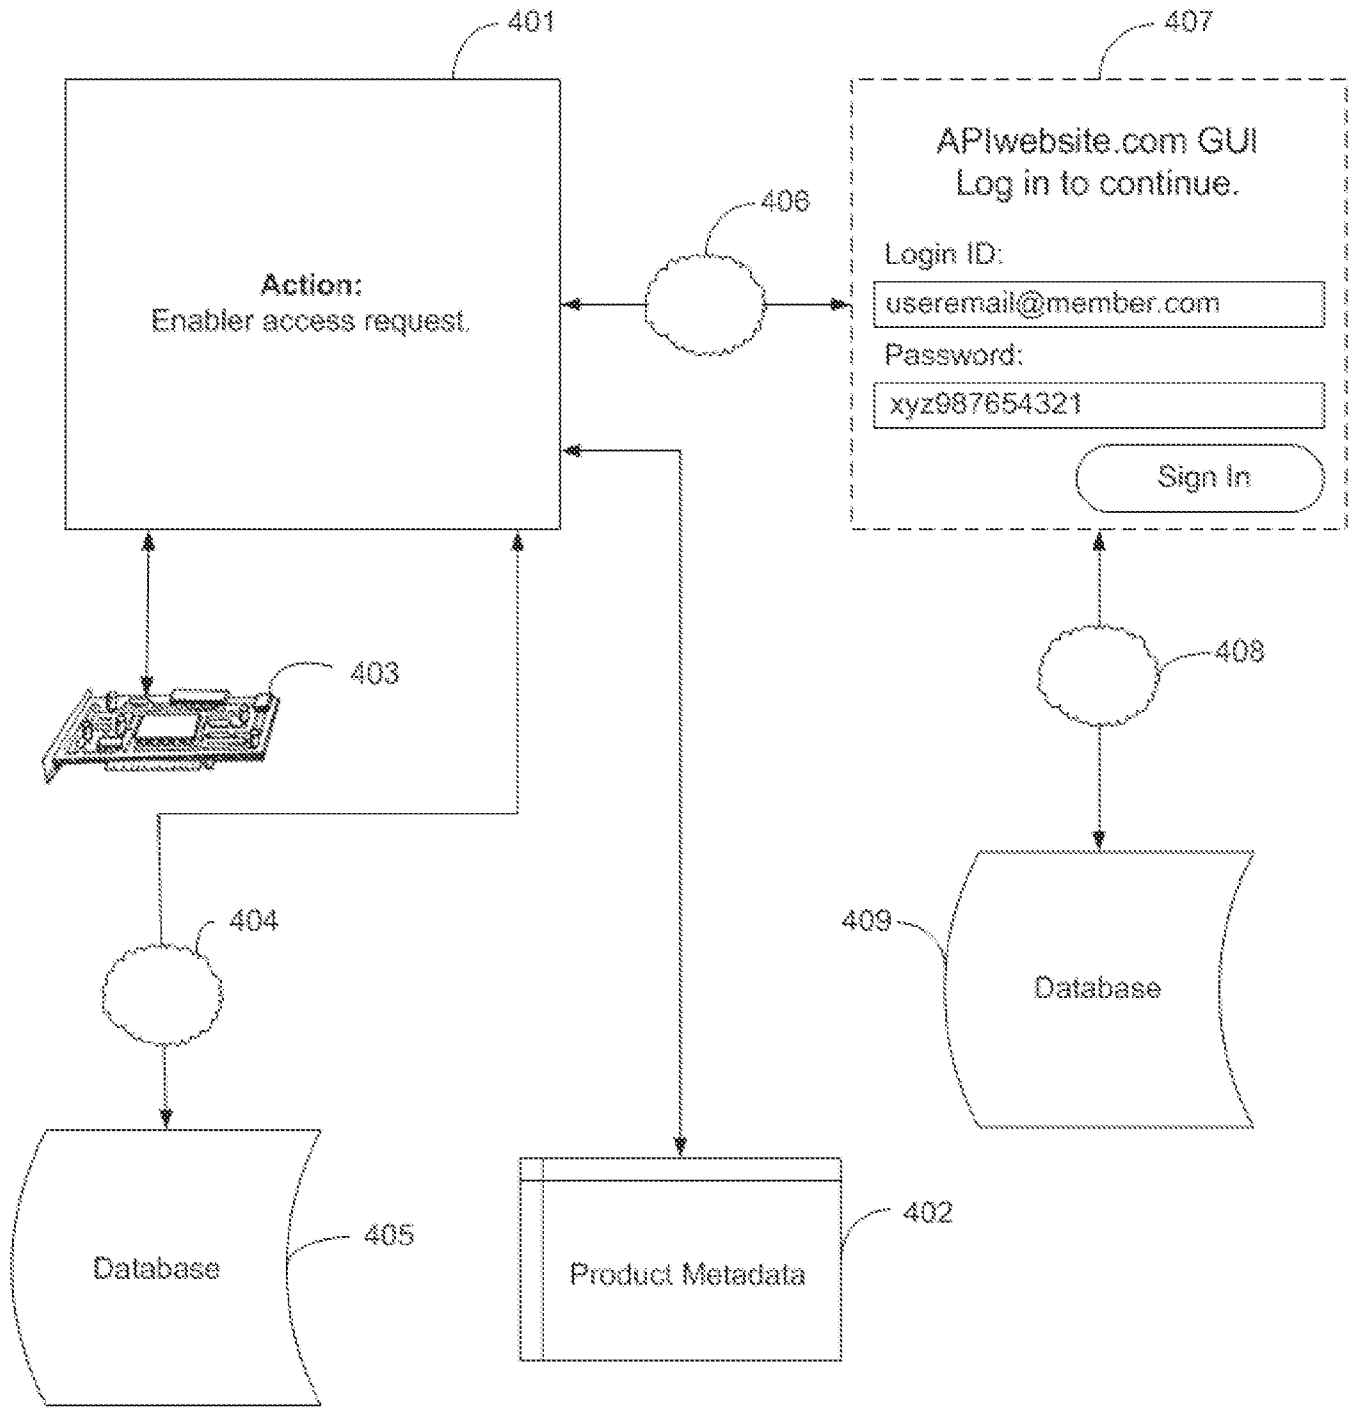 401
407
APIwebsite.com GUI
Log in to continue.
406
Login ID:
useremail@member.com
Action:
Enabler access request.
Password:
xyz987654321
Sign In
408
403
404
409
Database
402
405
Database
Product Metadata